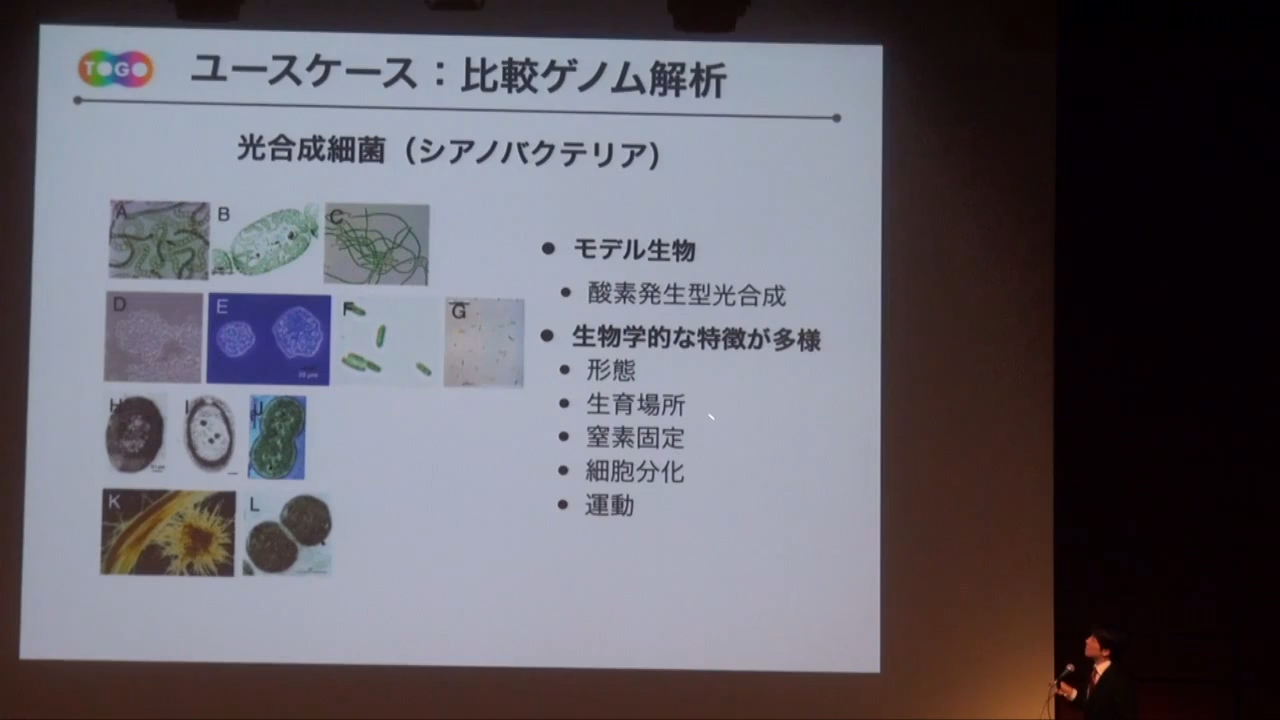 TOGO
ユースケース：比較ゲノム解析
光合成細菌（シアノバクテリア）
A
B
C
D
E
F
G
H
I
J
K
L
● モデル生物
● 酸素発生型光合成
● 生物学的な特徴が多様
● 形態
● 生育場所
● 窒素固定
● 細胞分化
● 運動